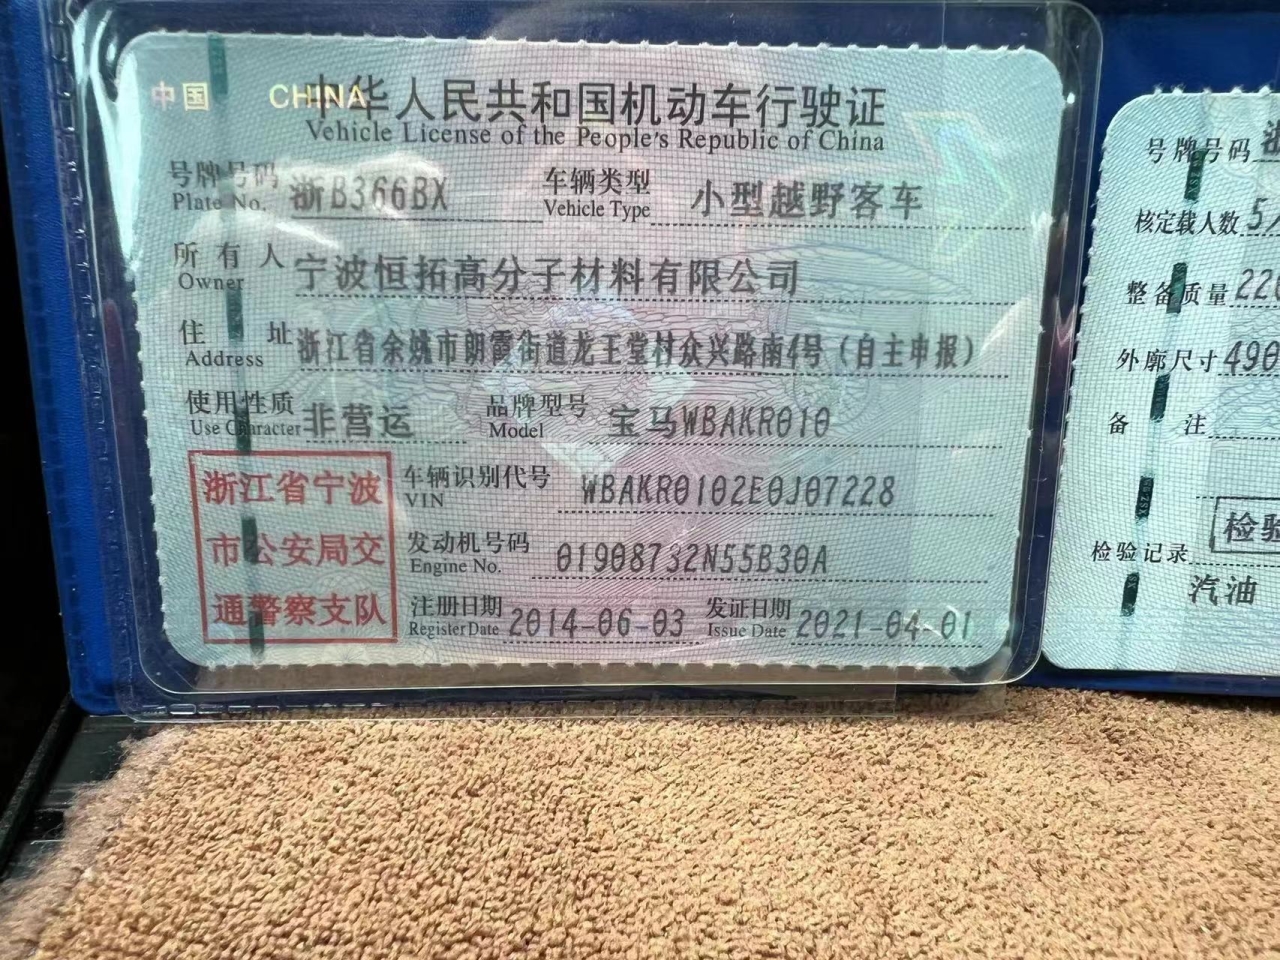 中国 CHINA
中华人民共和国机动车行驶证
Vehicle License of the People's Republic of China
号牌号码 浙B366BX 车辆类型 小型越野客车
Plate No. Vehicle Type
所有人 宁波恒拓高分子材料有限公司
Owner
住址 浙江省余姚市朗霞街道龙王堂村众兴路南4号（自主申报）
Address
使用性质 非营运 品牌型号 宝马WBAKR010
Use Character Model
浙江省宁波
市公安局交
通警察支队
车辆识别代号 WBAKR0102E0J07228
VIN
发动机号码 01908732N55B30A
Engine No.
注册日期 2014-06-03 发证日期 2021-04-01
Register Date Issue Date
号牌号码
核定载人数 5
整备质量 220
外廓尺寸 490
备注
检验
检验记录
汽油